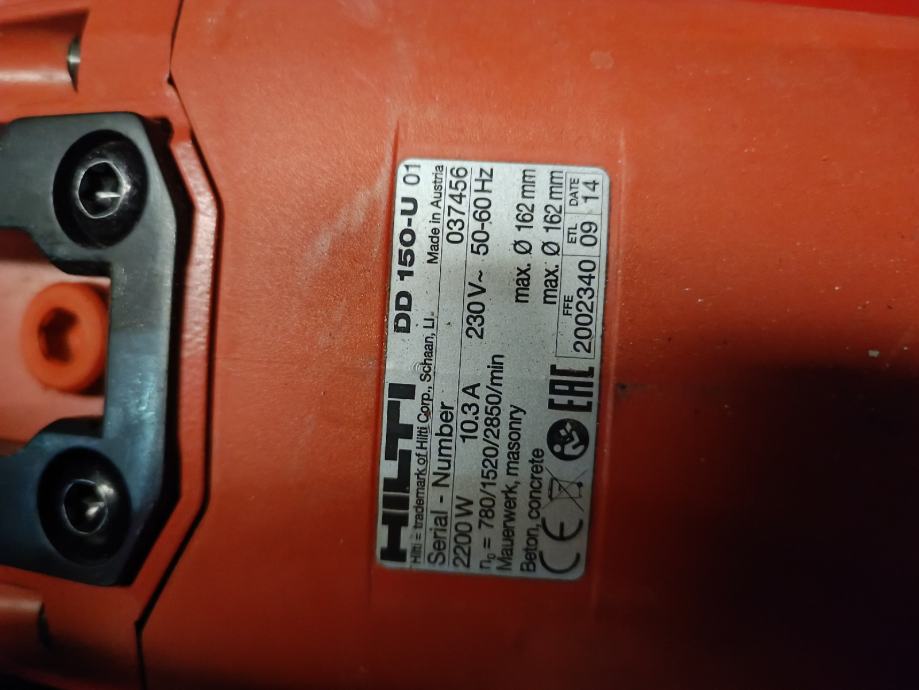 HILTI DD 150-U 01
Hilti = trademark of Hilti Corp., Schaan, LI. Made in Austria
Serial - Number 037456
2200 W 10.3 A 230 V~ 50-60 Hz
n₀ = 780/1520/2850/min
Mauerwerk, masonry max. Ø 162 mm
Beton, concrete max. Ø 162 mm
CE EAC FFE ETL DATE
2002340 09 14